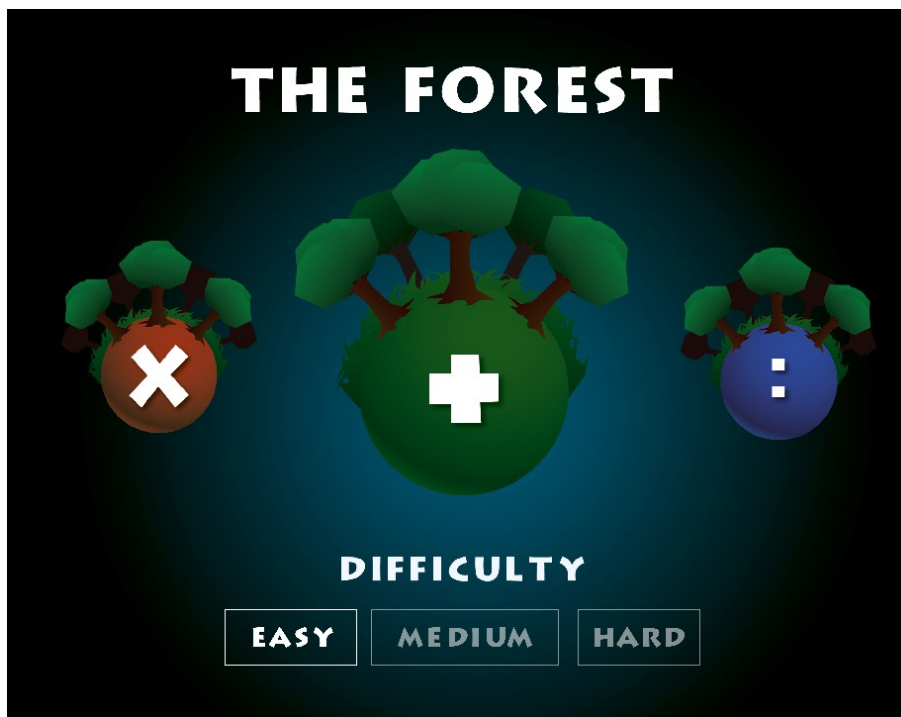 THE FOREST
× + :
DIFFICULTY
EASY MEDIUM HARD